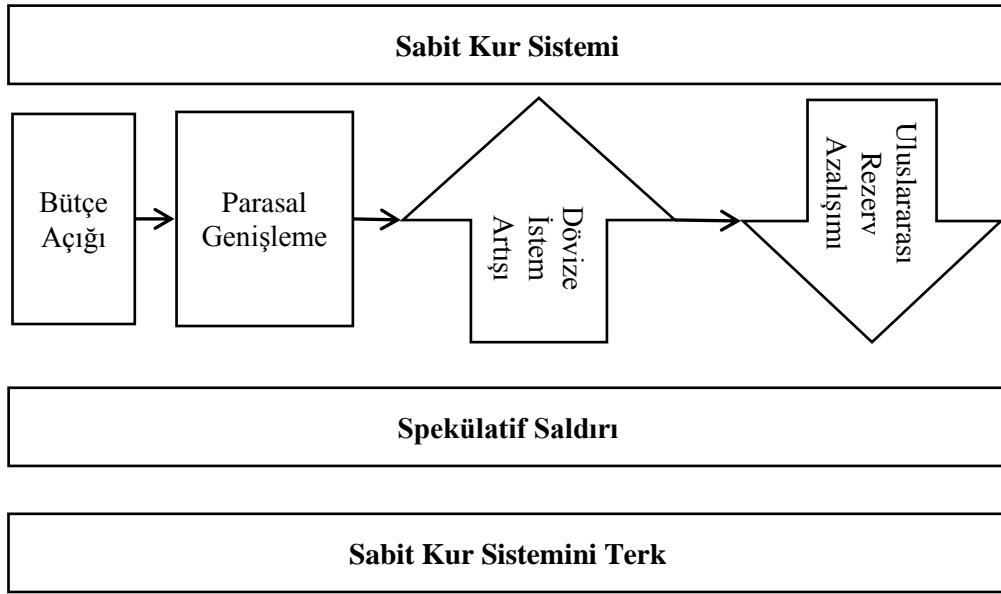 Sabit Kur Sistemi
Bütçe
Açığı
Parasal
Genişleme
Dövize
İstem
Artışı
Uluslararası
Rezerv
Azalışımı
Spekülatif Saldırı
Sabit Kur Sistemini Terk